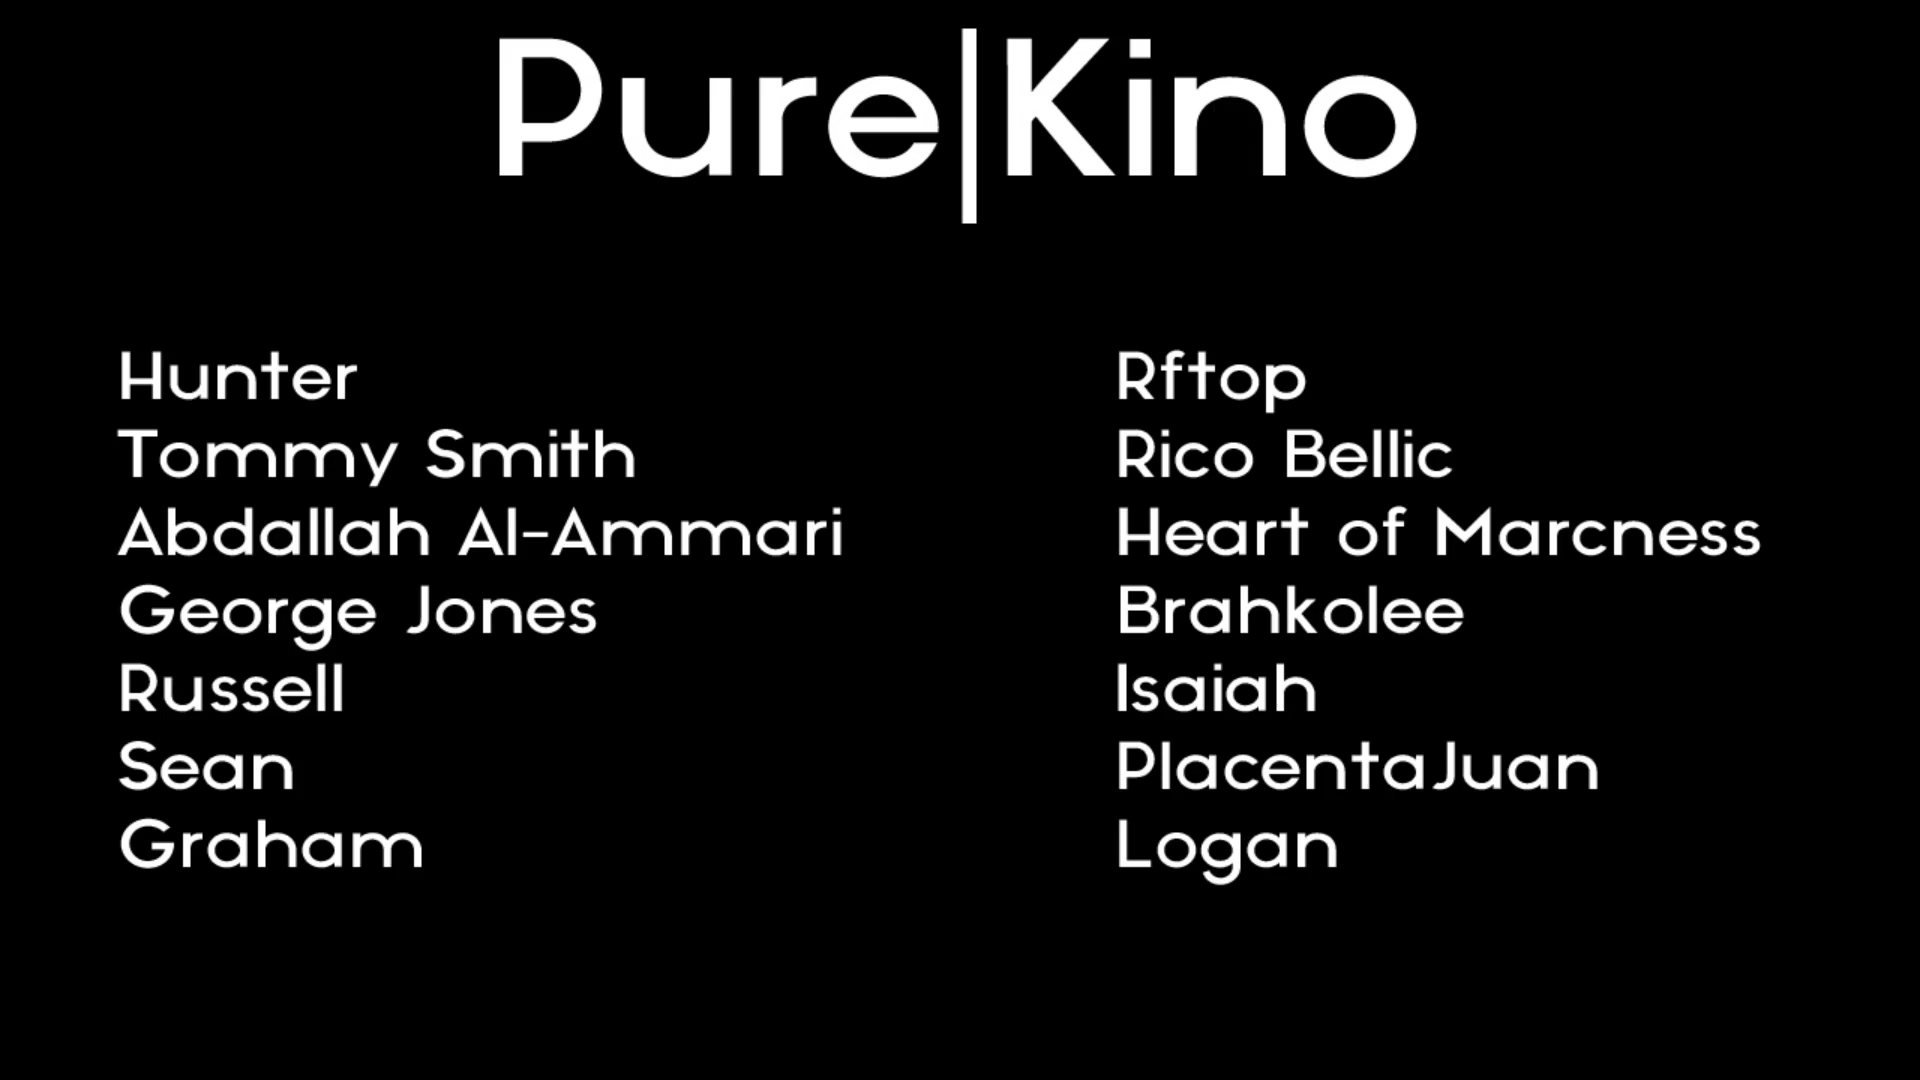 Pure|Kino
Hunter
Tommy Smith
Abdallah Al-Ammari
George Jones
Russell
Sean
Graham
Rftop
Rico Bellic
Heart of Marcness
Brahkolee
Isaiah
PlacentaJuan
Logan